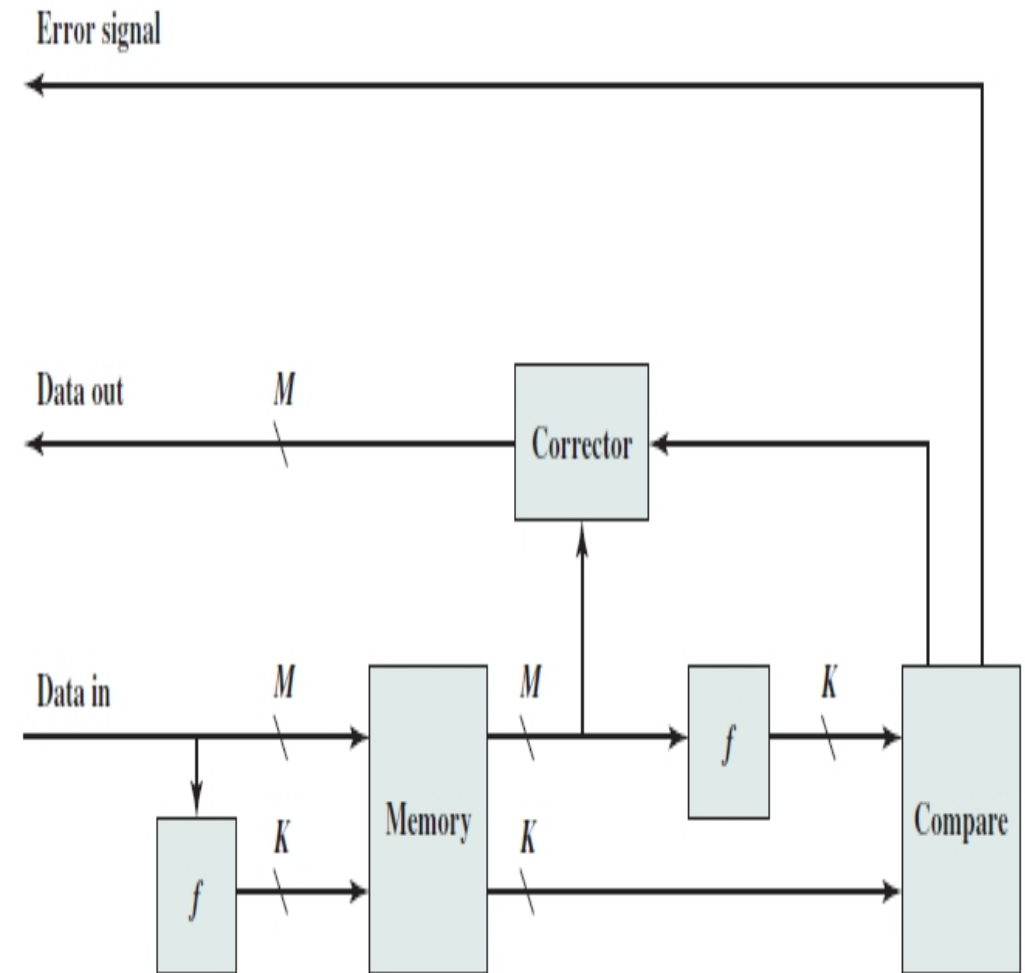 Error signal
Data out
M
Corrector
Data in
M
M
K
f
Memory
Compare
K
K
f